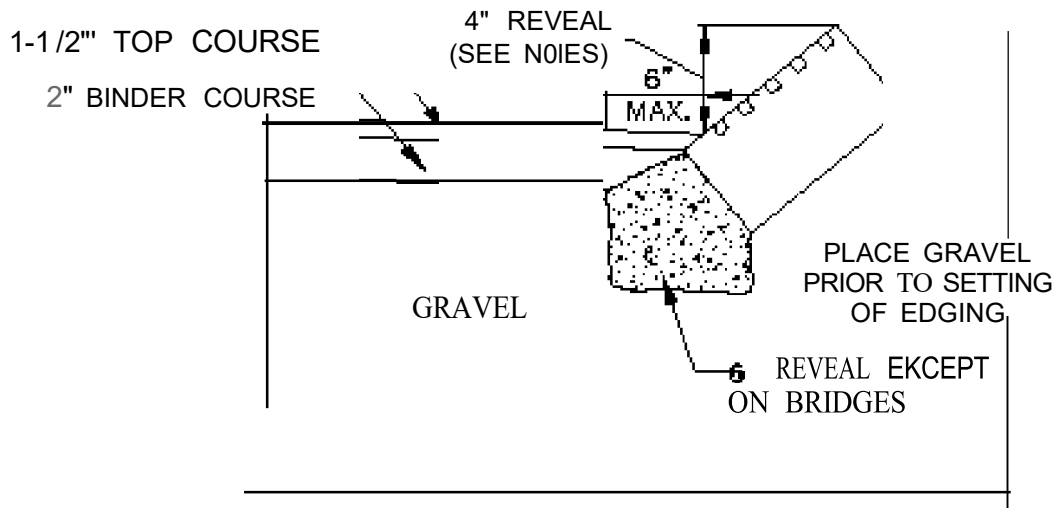 1-1/2"' TOP COURSE
2" BINDER COURSE
4" REVEAL
(SEE N0IES)
6"
MAX.
GRAVEL
PLACE GRAVEL
PRIOR TO SETTING
OF EDGING
6 REVEAL EKCEPT
ON BRIDGES